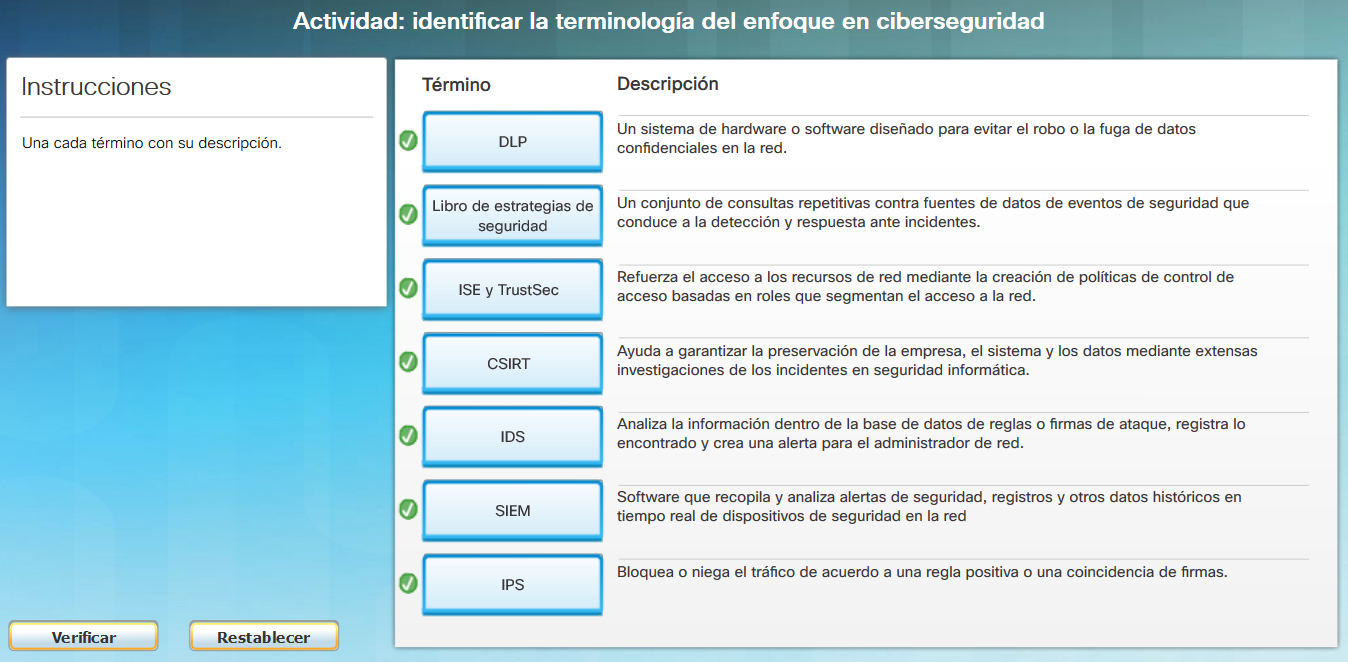 Actividad: identificar la terminología del enfoque en ciberseguridad
Instrucciones
Una cada término con su descripción.
Término
Descripción
DLP
Un sistema de hardware o software diseñado para evitar el robo o la fuga de datos
confidenciales en la red.
Libro de estrategias de
seguridad
Un conjunto de consultas repetitivas contra fuentes de datos de eventos de seguridad que
conduce a la detección y respuesta ante incidentes.
ISE y TrustSec
Refuerza el acceso a los recursos de red mediante la creación de políticas de control de
acceso basadas en roles que segmentan el acceso a la red.
CSIRT
Ayuda a garantizar la preservación de la empresa, el sistema y los datos mediante extensas
investigaciones de los incidentes en seguridad informática.
IDS
Analiza la información dentro de la base de datos de reglas o firmas de ataque, registra lo
encontrado y crea una alerta para el administrador de red.
SIEM
Software que recopila y analiza alertas de seguridad, registros y otros datos históricos en
tiempo real de dispositivos de seguridad en la red
IPS
Bloquea o niega el tráfico de acuerdo a una regla positiva o una coincidencia de firmas.
Verificar
Restablecer